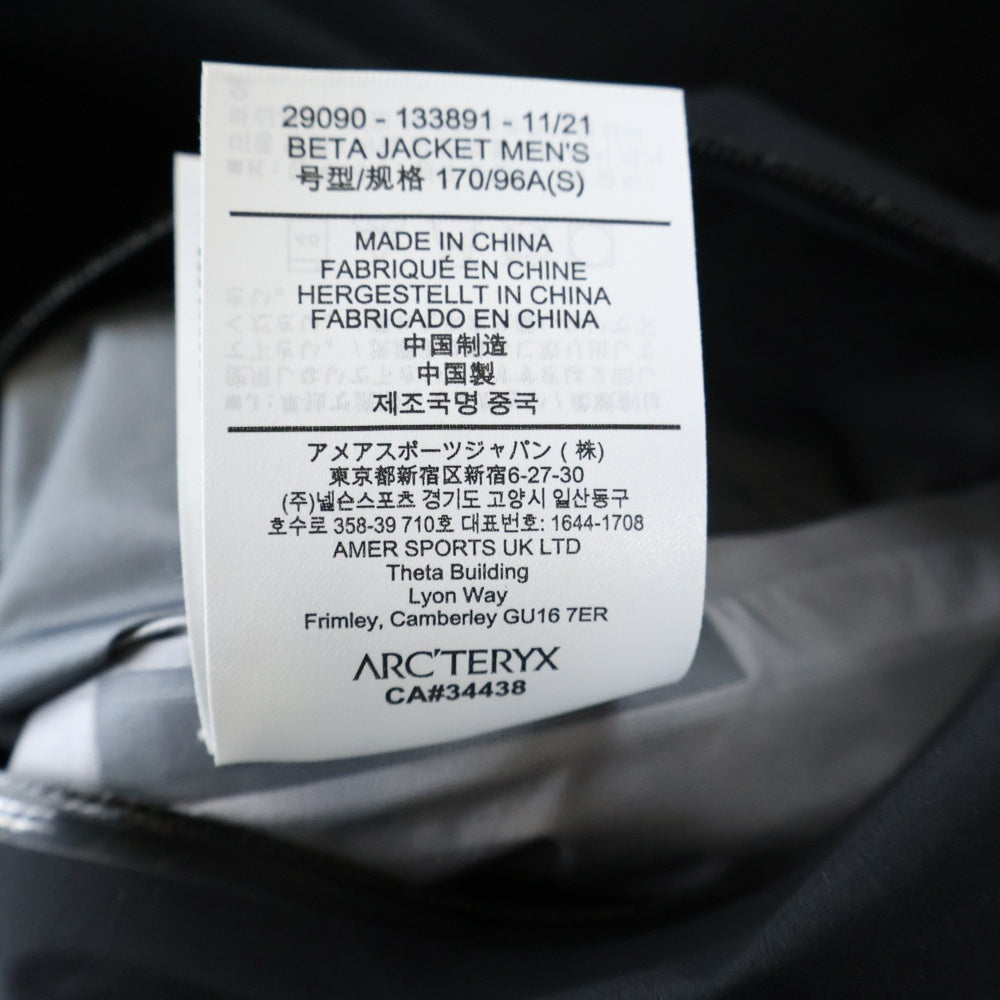 29090 - 133891 - 11/21
BETA JACKET MEN'S
号型/规格 170/96A(S)
MADE IN CHINA
FABRIQUÉ EN CHINE
HERGESTELLT IN CHINA
FABRICADO EN CHINA
中国制造
中国製
제조국명 중국
アメアスポーツジャパン ( 株)
東京都新宿区新宿6-27-30
(주)넬슨스포츠 경기도 고양시 일산동구
호수로 358-39 710호 대표번호: 1644-1708
AMER SPORTS UK LTD
Theta Building
Lyon Way
Frimley, Camberley GU16 7ER
ARC'TERYX
CA#34438